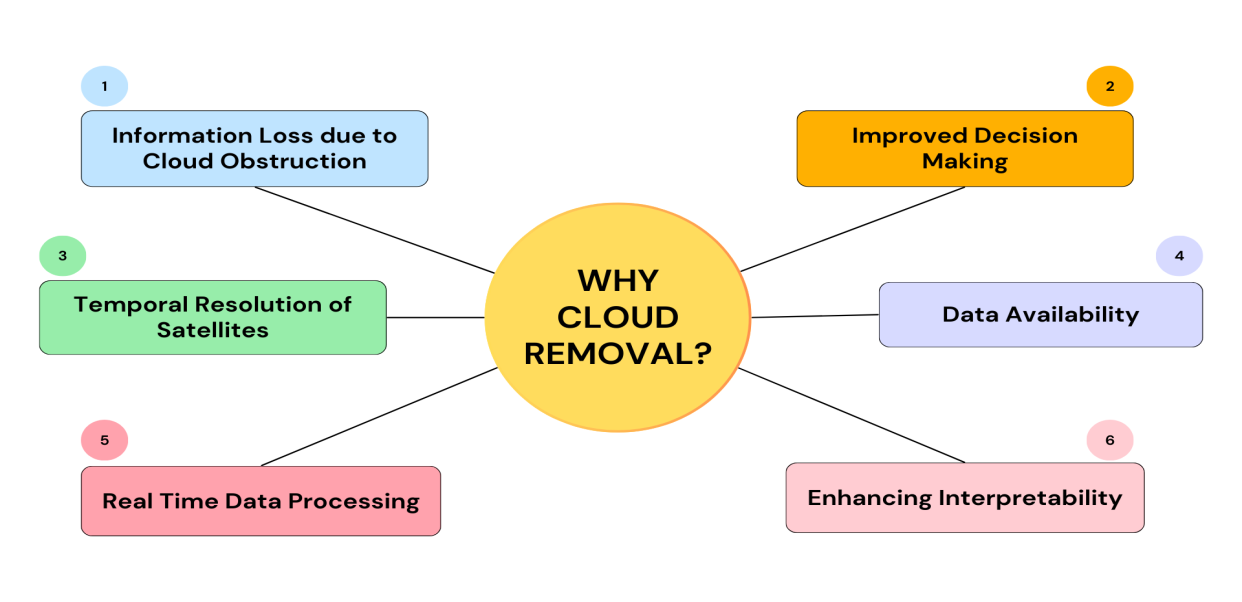 1
Information Loss due to
Cloud Obstruction
2
Improved Decision
Making
3
Temporal Resolution of
Satellites
WHY
CLOUD
REMOVAL?
4
Data Availability
5
Real Time Data Processing
6
Enhancing Interpretability